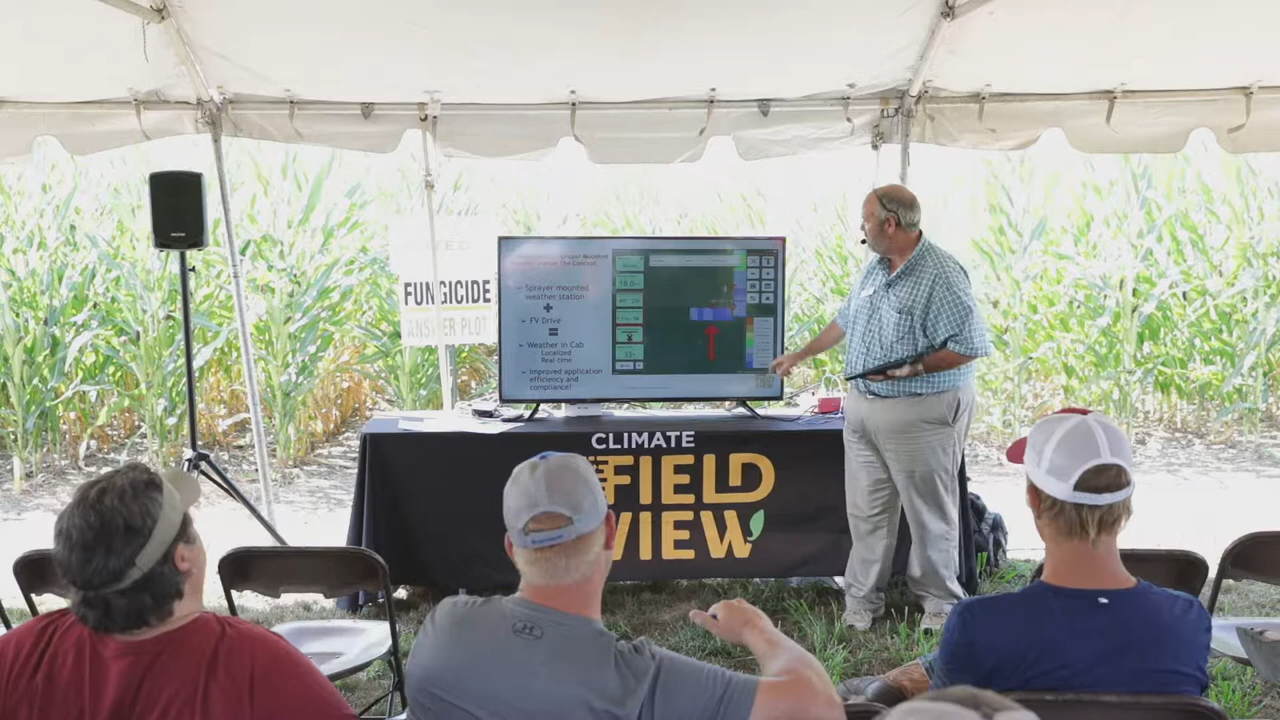 FUNGICIDE
ANSWER PLOT
Sprayer mounted
weather station
FV Drive
Weather in Cab
Localized
Real time
Improved application
efficiency and
compliance!
CLIMATE
FIELD
VIEW